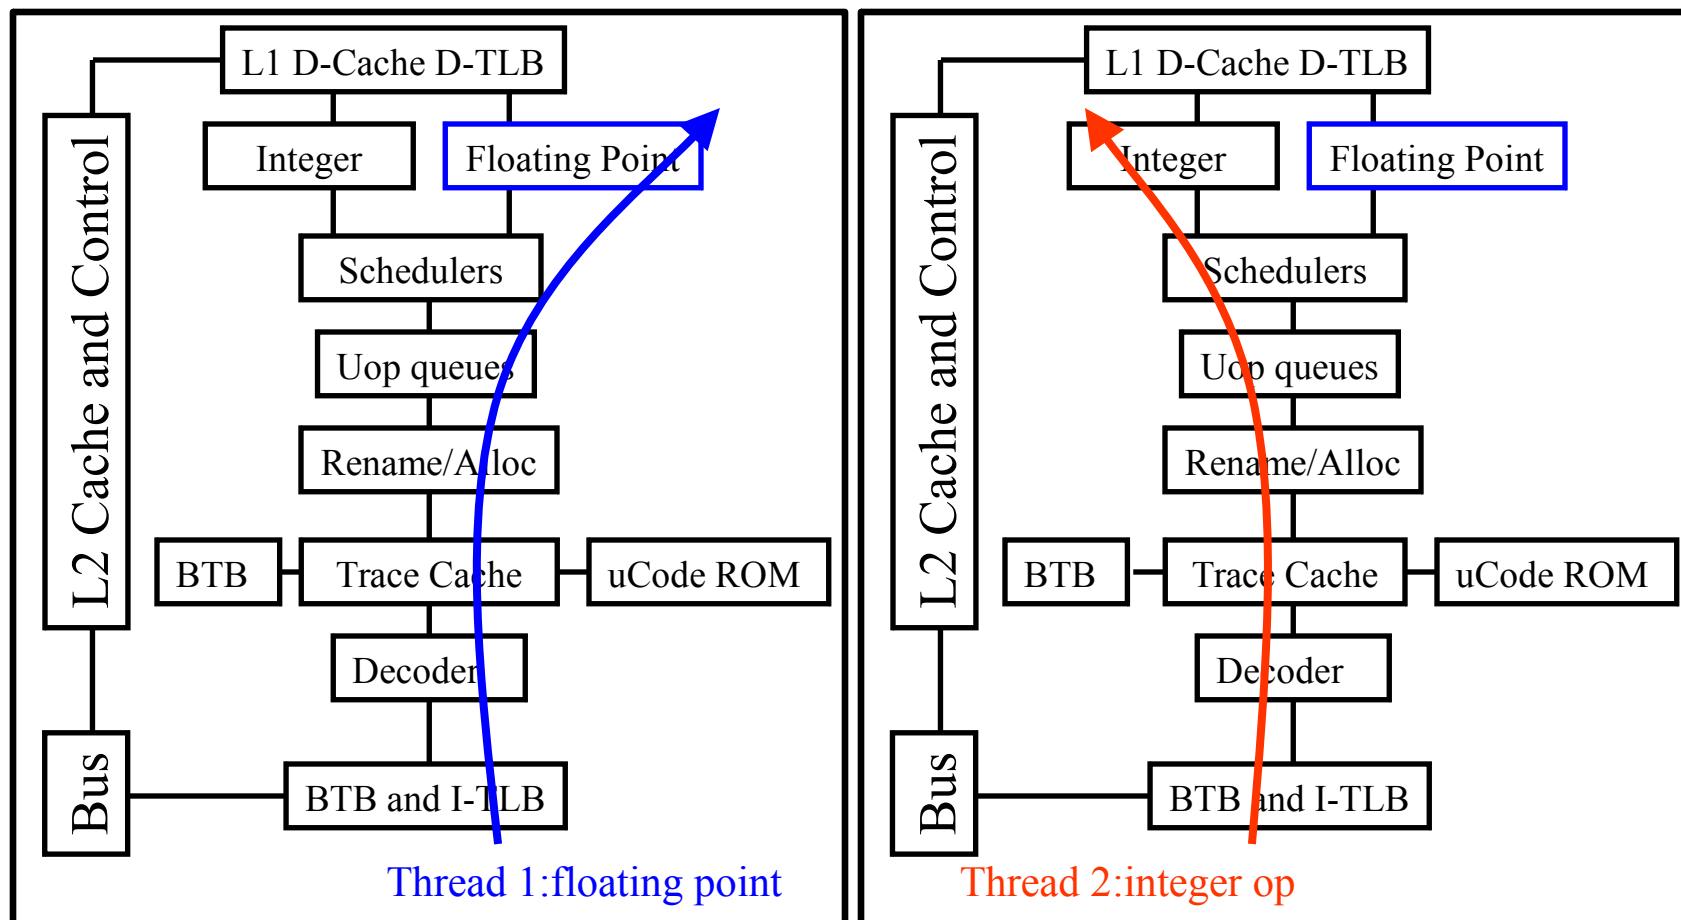 L1 D-Cache D-TLB
Integer
Floating Point
Schedulers
Uop queues
Rename/Alloc
BTB
Trace Cache
uCode ROM
Decoder
BTB and I-TLB
L2 Cache and Control
Bus
Thread 1:floating point
L1 D-Cache D-TLB
Integer
Floating Point
Schedulers
Uop queues
Rename/Alloc
BTB
Trace Cache
uCode ROM
Decoder
BTB and I-TLB
L2 Cache and Control
Bus
Thread 2:integer op